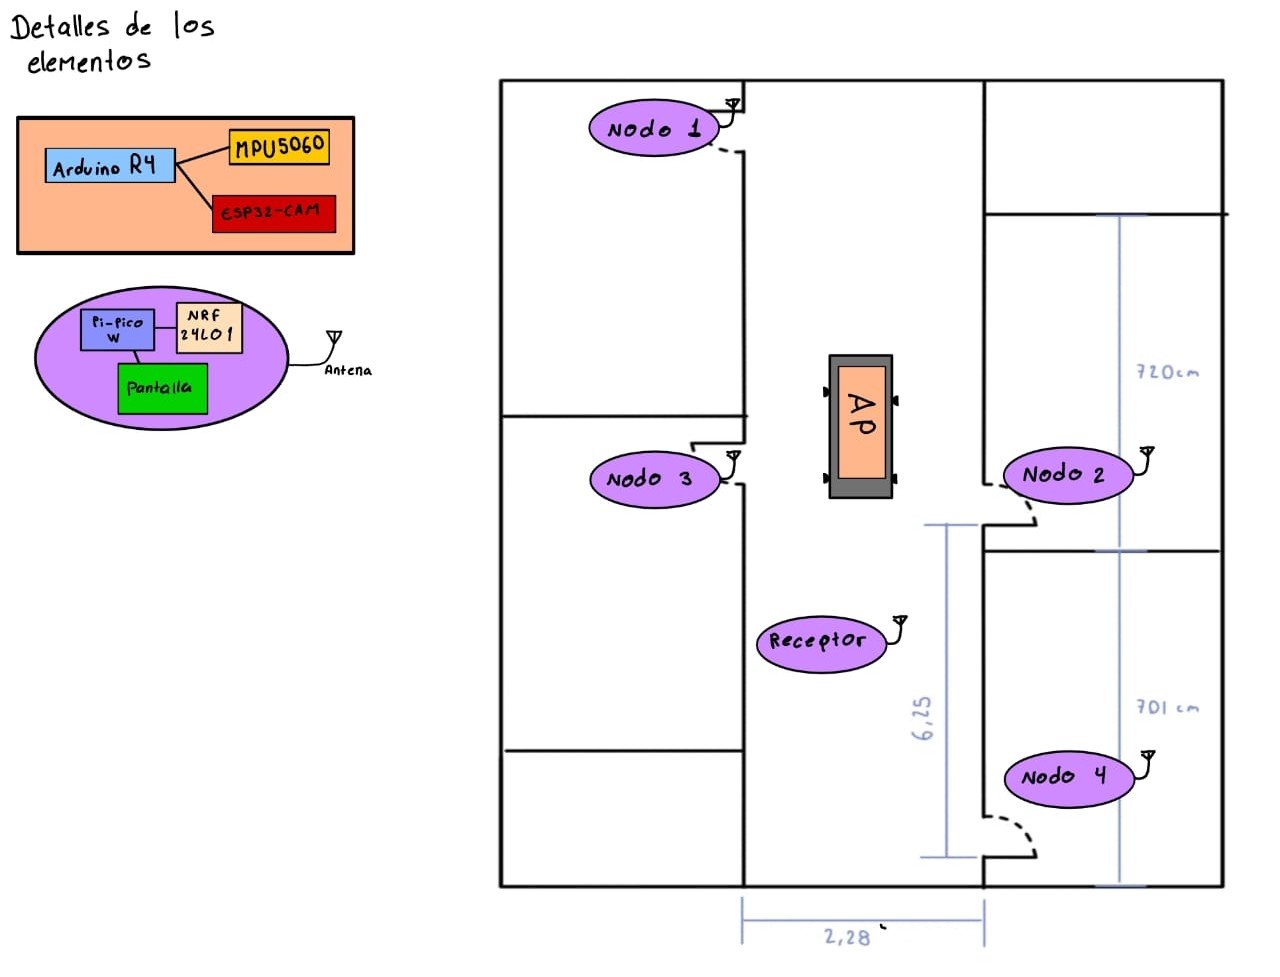 Detalles de los
elementos
Arduino R4
MPU5060
ESP32-CAM
Pi-Pico
W
NRF
24L01
Pantalla
Antena
Nodo 1
Nodo 3
Ap
Nodo 2
720cm
Receptor
6,25
701 cm
Nodo 4
2,28